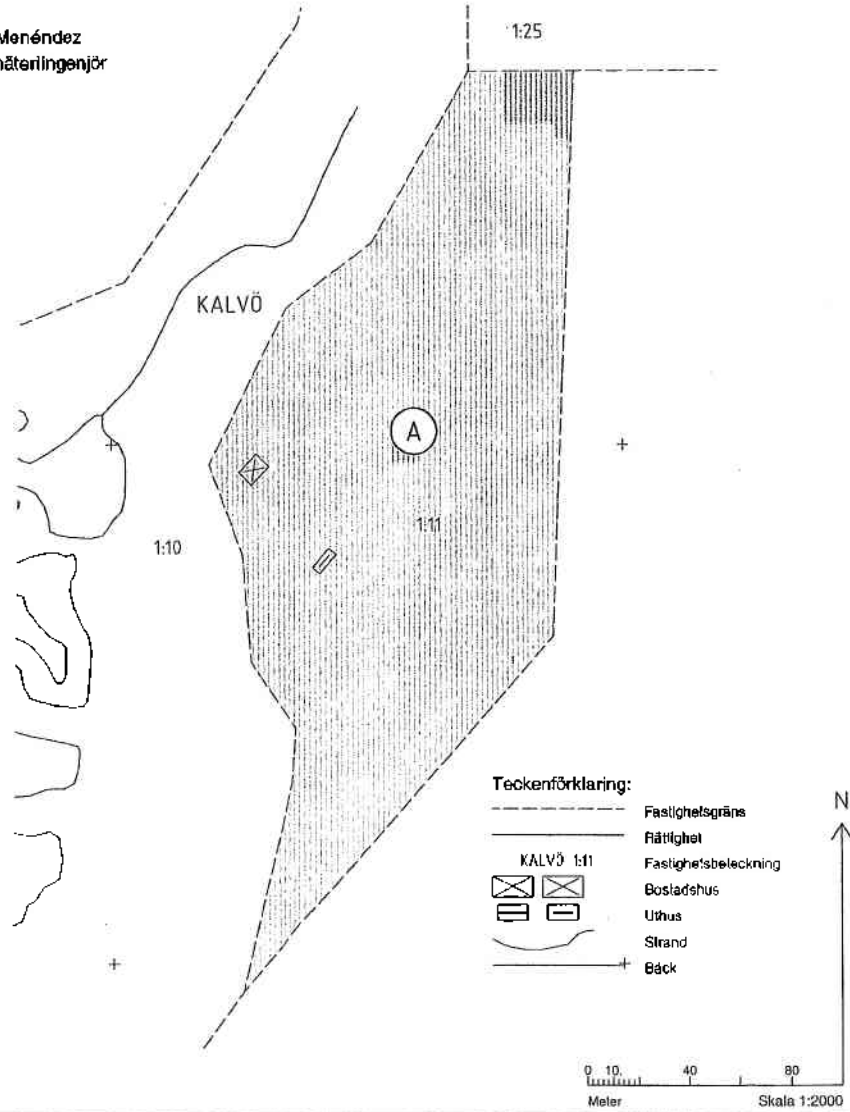 Menéndez
mäteriingenjör
1:25
KALVÖ
A
1:11
1:10
Teckenförklaring:
Fastighetsgräns
Rättighet
KALVÖ 1:11
Fastighetsbeteckning
Bostadshus
Uthus
Strand
Bäck
N
0 10. 40 80
Meter
Skala 1:2000